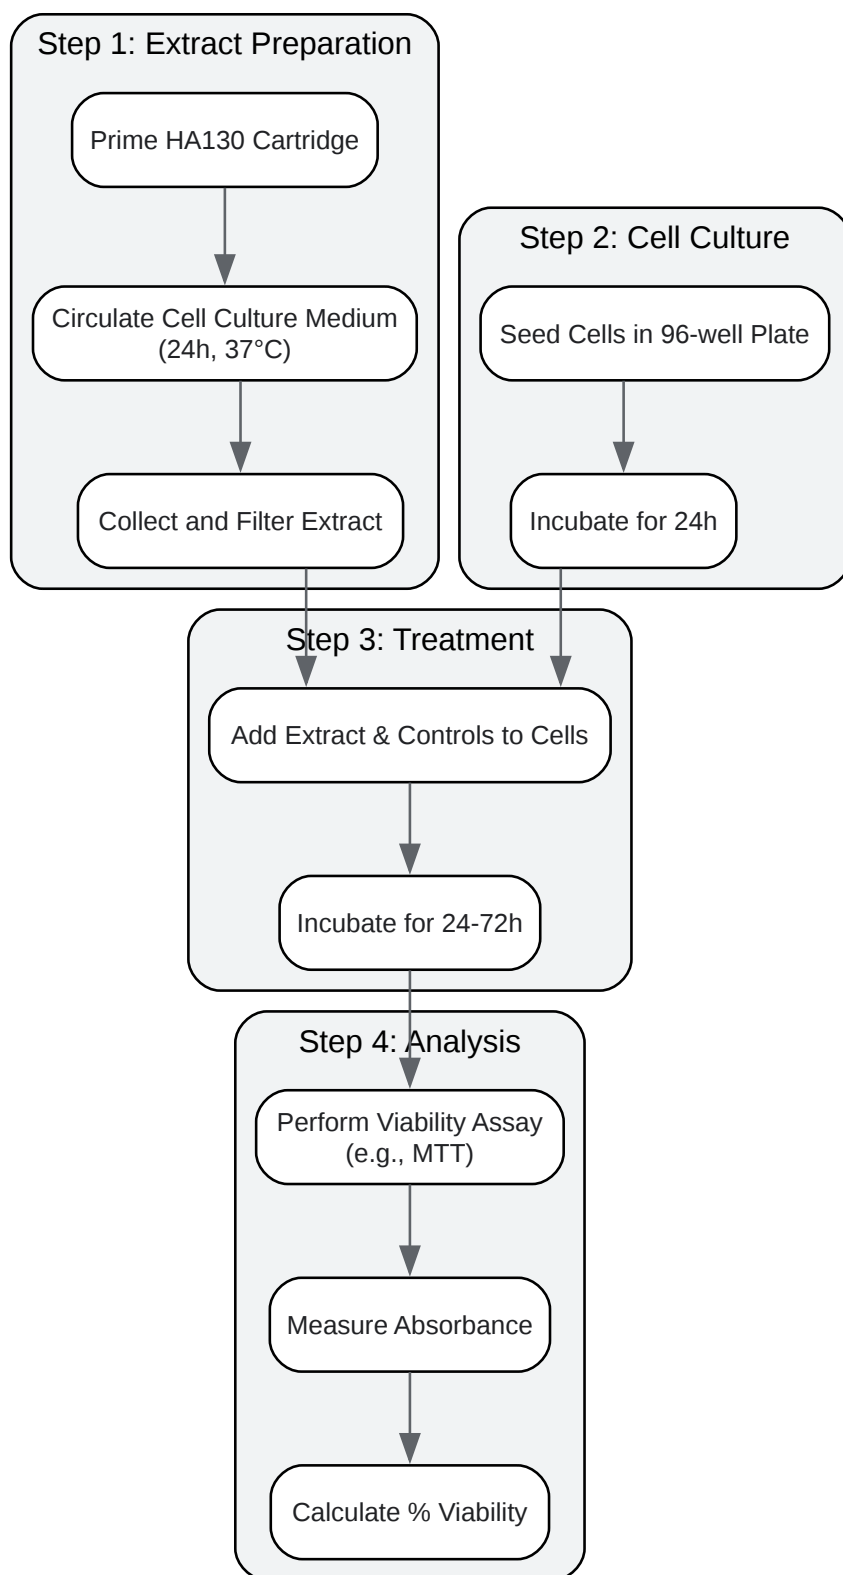 Step 1: Extract Preparation
Prime HA130 Cartridge
Circulate Cell Culture Medium
(24h, 37°C)
Collect and Filter Extract
Step 2: Cell Culture
Seed Cells in 96-well Plate
Incubate for 24h
Step 3: Treatment
Add Extract & Controls to Cells
Incubate for 24-72h
Step 4: Analysis
Perform Viability Assay
(e.g., MTT)
Measure Absorbance
Calculate % Viability